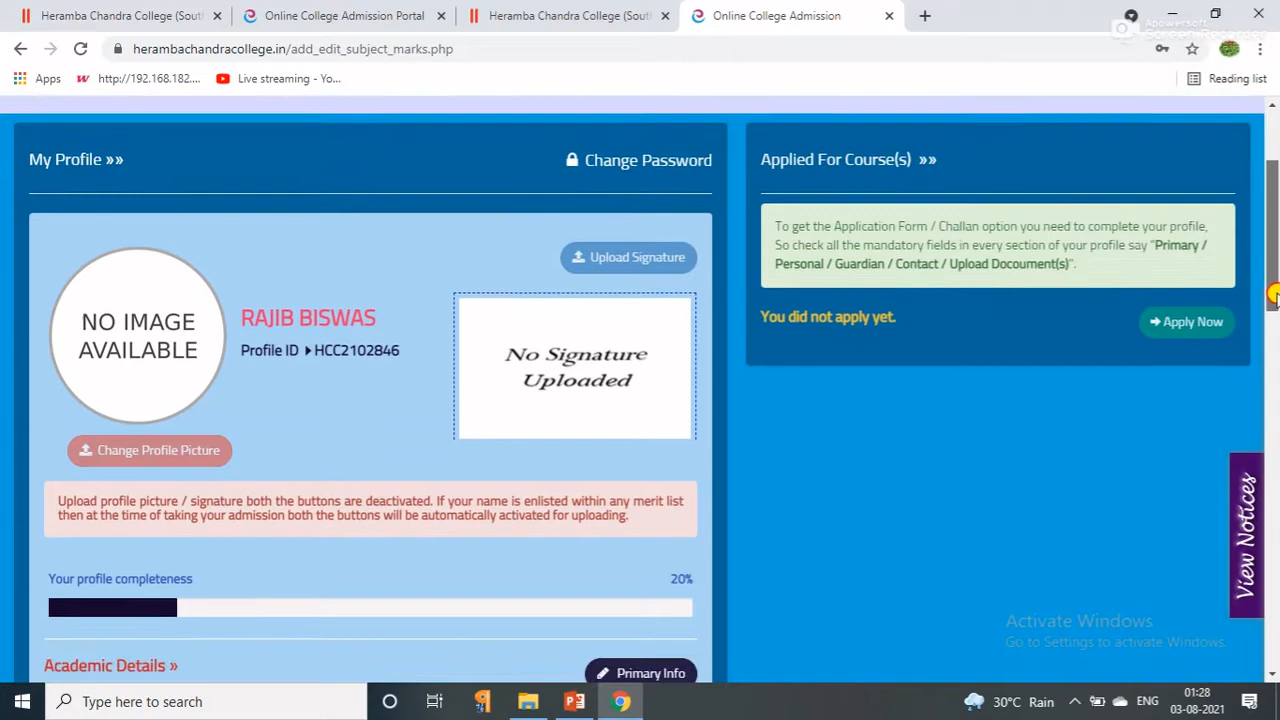 Heramba Chandra College (South
Online College Admission Portal
Heramba Chandra College (South
Online College Admission
Apowersoft
Screen Recorder
herambachandracollege.in/add_edit_subject_marks.php
Apps
http://192.168.182....
Live streaming - Yo...
Reading list
My Profile »»
Change Password
Applied For Course(s) »»
To get the Application Form / Challan option you need to complete your profile,
So check all the mandatory fields in every section of your profile say "Primary /
Personal / Guardian / Contact / Upload Docoument(s)".
You did not apply yet.
Apply Now
Upload Signature
NO IMAGE
AVAILABLE
RAJIB BISWAS
Profile ID HCC2102846
No Signature
Uploaded
Change Profile Picture
Upload profile picture / signature both the buttons are deactivated. If your name is enlisted within any merit list
then at the time of taking your admission both the buttons will be automatically activated for uploading.
View Notices
Your profile completeness 20%
Activate Windows
Go to Settings to activate Windows.
Academic Details »
Primary Info
Type here to search
30°C Rain
ENG
01:28
03-08-2021